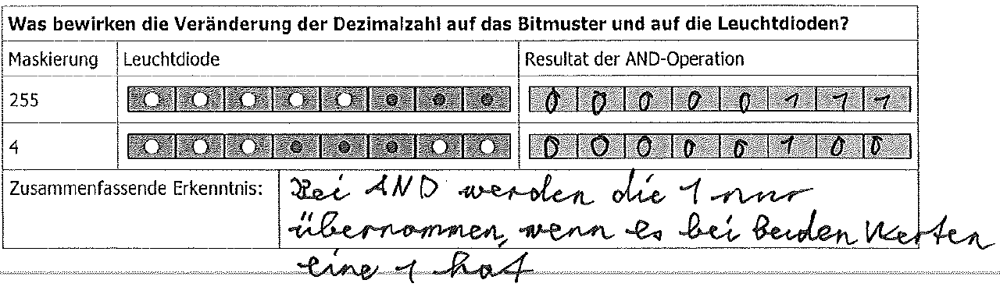 Was bewirken die Veränderung der Dezimalzahl auf das Bitmuster und auf die Leuchtdioden?
Maskierung Leuchtdiode Resultat der AND-Operation
255 0 0 0 0 0 1 1 1
4 0 0 0 0 0 1 0 0
Zusammenfassende Erkenntnis: Bei AND werden die 1 nur
übernommen, wenn es bei beiden Werten
eine 1 hat